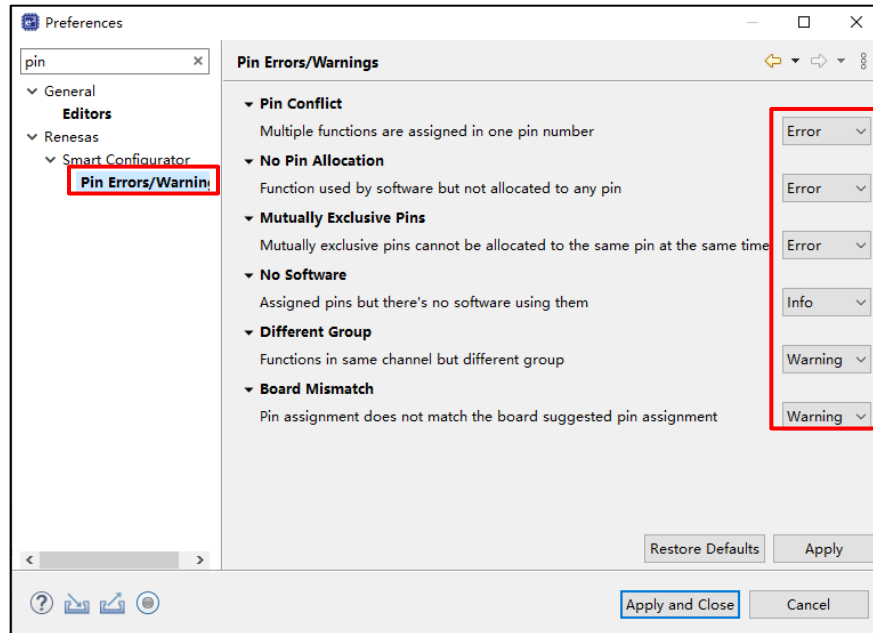 Preferences
pin
Pin Errors/Warnings
General
Editors
Renesas
Smart Configurator
Pin Errors/Warnin
Pin Conflict
Multiple functions are assigned in one pin number
Error
No Pin Allocation
Function used by software but not allocated to any pin
Error
Mutually Exclusive Pins
Mutually exclusive pins cannot be allocated to the same pin at the same time
Error
No Software
Assigned pins but there's no software using them
Info
Different Group
Functions in same channel but different group
Warning
Board Mismatch
Pin assignment does not match the board suggested pin assignment
Warning
Restore Defaults
Apply
Apply and Close
Cancel